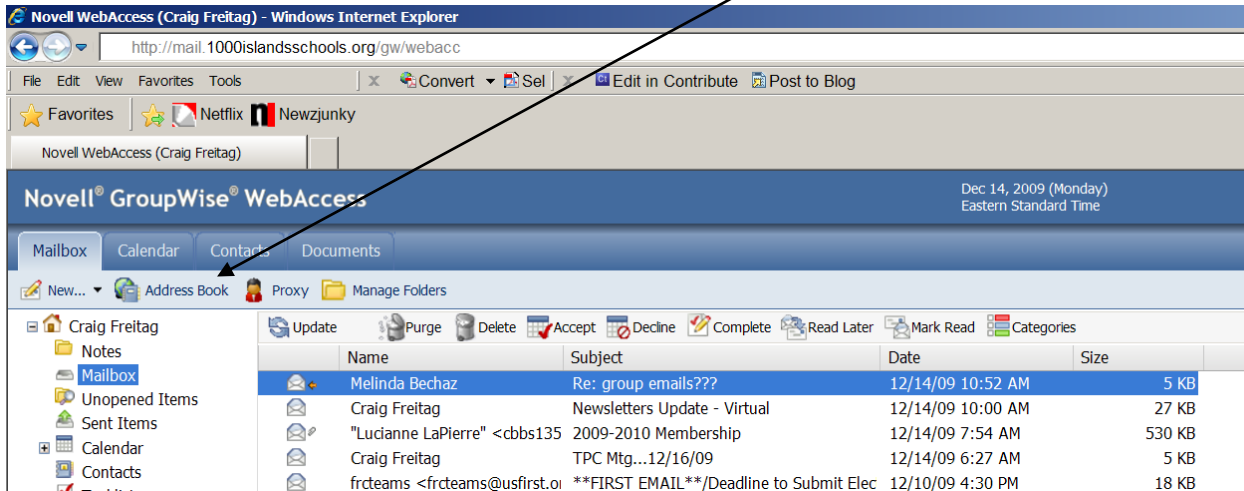 Novell WebAccess (Craig Freitag) - Windows Internet Explorer
http://mail.1000islandsschools.org/gw/webacc
File Edit View Favorites Tools x Convert Sel x Edit in Contribute Post to Blog
Favorites Netflix Newzjunky
Novell WebAccess (Craig Freitag)
Novell® GroupWise® WebAccess
Dec 14, 2009 (Monday)
Eastern Standard Time
Mailbox Calendar Contacts Documents
New... Address Book Proxy Manage Folders
Craig Freitag
Notes
Mailbox
Unopened Items
Sent Items
Calendar
Contacts
Update Purge Delete Accept Decline Complete Read Later Mark Read Categories
Name Subject Date Size
Melinda Bechaz Re: group emails??? 12/14/09 10:52 AM 5 KB
Craig Freitag Newsletters Update - Virtual 12/14/09 10:00 AM 27 KB
"Lucianne LaPierre" <cbbs135 2009-2010 Membership 12/14/09 7:54 AM 530 KB
Craig Freitag TPC Mtg...12/16/09 12/14/09 6:27 AM 5 KB
frcteams <frcteams@usfirst.or **FIRST EMAIL**/Deadline to Submit Elec 12/10/09 4:30 PM 18 KB